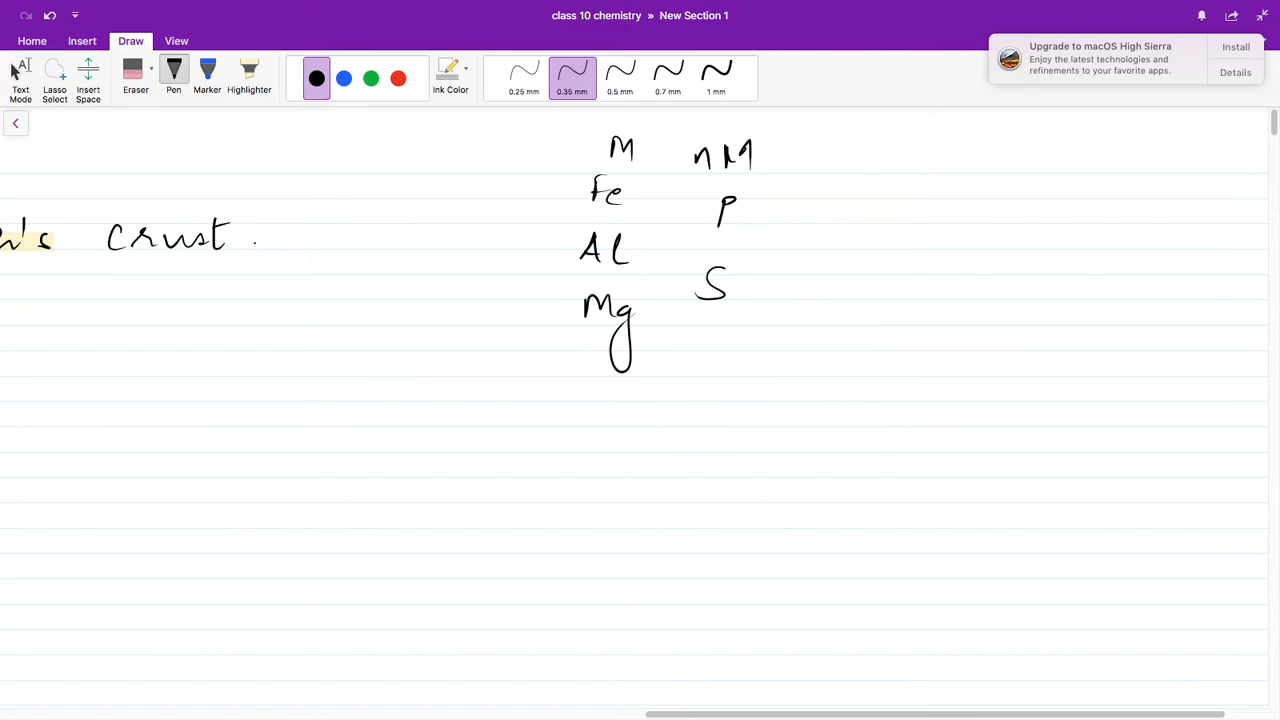 class 10 chemistry » New Section 1
Home Insert Draw View
Upgrade to macOS High Sierra
Enjoy the latest technologies and
refinements to your favorite apps.
Install
Details
Text
Mode
Lasso
Select
Insert
Space
Eraser
Pen
Marker
Highlighter
Ink Color
0.25 mm
0.35 mm
0.5 mm
0.7 mm
1 mm
M nM
Fe P
's crust.
Al S
Mg